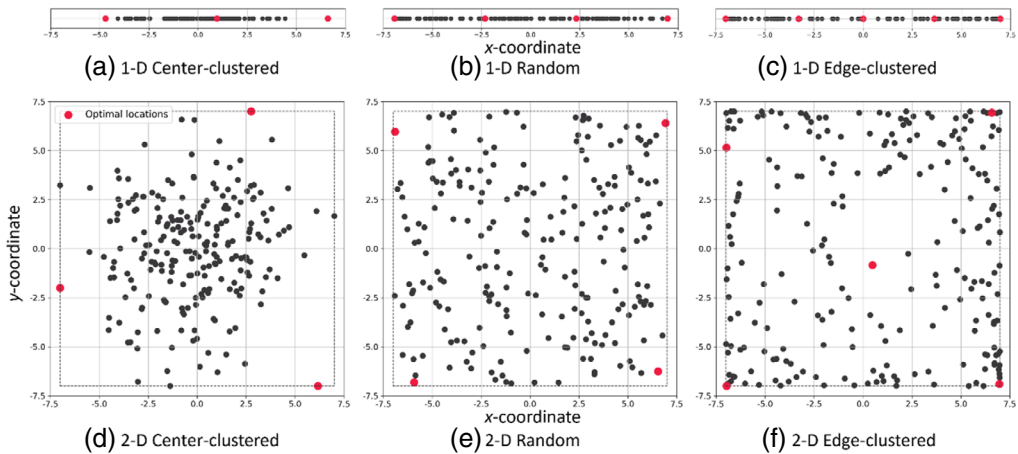 -7.5 -5.0 -2.5 0.0 2.5 5.0 7.5 -7.5 -5.0 -2.5 0.0 2.5 5.0 7.5 -7.5 -5.0 -2.5 0.0 2.5 5.0 7.5
x-coordinate
(a) 1-D Center-clustered (b) 1-D Random (c) 1-D Edge-clustered
7.5 7.5 7.5
Optimal locations
5.0 5.0 5.0
2.5 2.5 2.5
y-coordinate
0.0 0.0 0.0
-2.5 -2.5 -2.5
-5.0 -5.0 -5.0
-7.5 -7.5 -7.5
-7.5 -5.0 -2.5 0.0 2.5 5.0 7.5 -7.5 -5.0 -2.5 0.0 2.5 5.0 7.5 -7.5 -5.0 -2.5 0.0 2.5 5.0 7.5
x-coordinate
(d) 2-D Center-clustered (e) 2-D Random (f) 2-D Edge-clustered